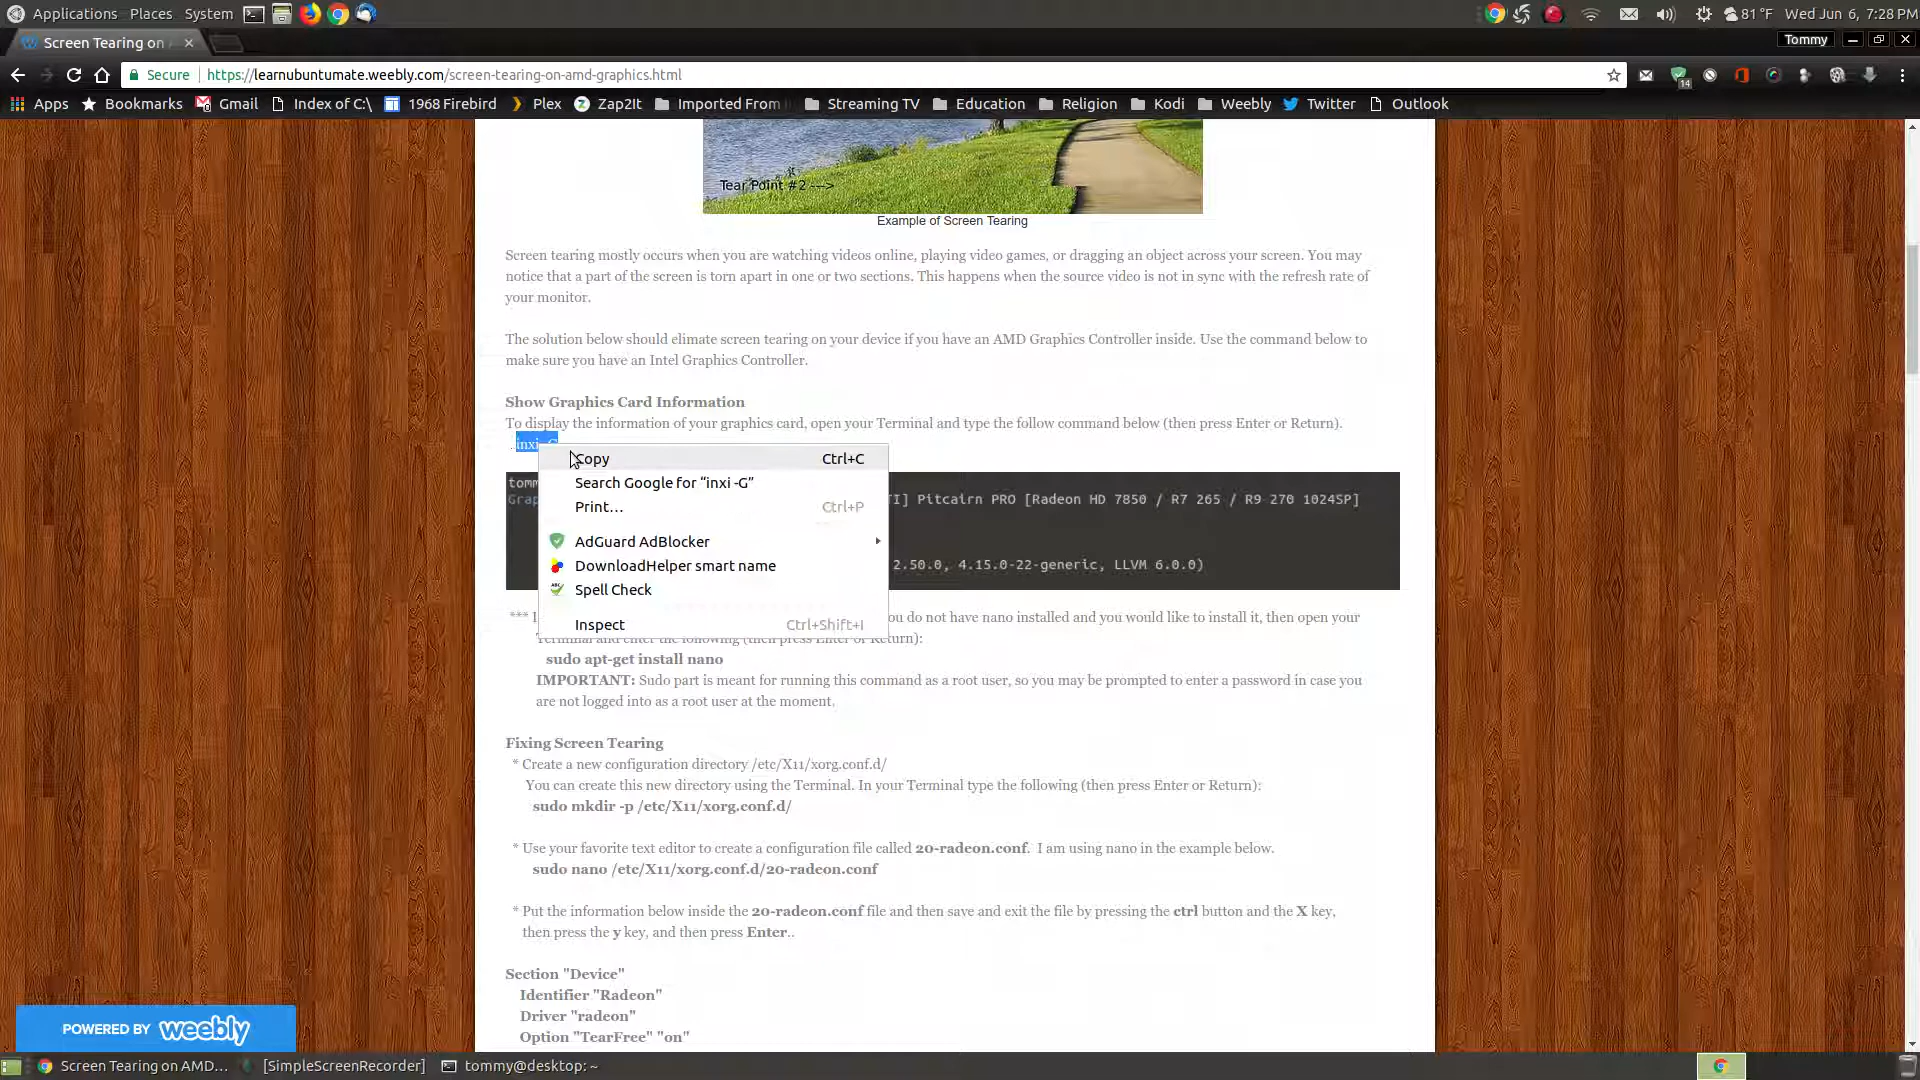 Applications Places System 81 °F Wed Jun 6, 7:28 PM
Screen Tearing on Tommy
Secure https://learnubuntumate.weebly.com/screen-tearing-on-amd-graphics.html 14
Apps Bookmarks Gmail Index of C:\ 1968 Firebird Plex Zap2It Imported From Streaming TV Education Religion Kodi Weebly Twitter Outlook
Tear Point #2 --->
Example of Screen Tearing
Screen tearing mostly occurs when you are watching videos online, playing video games, or dragging an object across your screen. You may
notice that a part of the screen is torn apart in one or two sections. This happens when the source video is not in sync with the refresh rate of
your monitor.
The solution below should elimate screen tearing on your device if you have an AMD Graphics Controller inside. Use the command below to
make sure you have an Intel Graphics Controller.
Show Graphics Card Information
To display the information of your graphics card, open your Terminal and type the follow command below (then press Enter or Return).
inxi -G
Copy Ctrl+C
Search Google for “inxi -G”
Print... Ctrl+P
AdGuard AdBlocker
DownloadHelper smart name
Spell Check
Inspect Ctrl+Shift+I
tomm
Grap TI] Pitcairn PRO [Radeon HD 7850 / R7 265 / R9 270 1024SP]
2.50.0, 4.15.0-22-generic, LLVM 6.0.0)
*** ou do not have nano installed and you would like to install it, then open your
Terminal and enter the following (then press Enter or Return):
sudo apt-get install nano
IMPORTANT: Sudo part is meant for running this command as a root user, so you may be prompted to enter a password in case you
are not logged into as a root user at the moment.
Fixing Screen Tearing
* Create a new configuration directory /etc/X11/xorg.conf.d/
You can create this new directory using the Terminal. In your Terminal type the following (then press Enter or Return):
sudo mkdir -p /etc/X11/xorg.conf.d/
* Use your favorite text editor to create a configuration file called 20-radeon.conf. I am using nano in the example below.
sudo nano /etc/X11/xorg.conf.d/20-radeon.conf
* Put the information below inside the 20-radeon.conf file and then save and exit the file by pressing the ctrl button and the X key,
then press the y key, and then press Enter..
Section "Device"
Identifier "Radeon"
Driver "radeon"
Option "TearFree" "on"
POWERED BY weebly
Screen Tearing on AMD... [SimpleScreenRecorder] tommy@desktop: ~